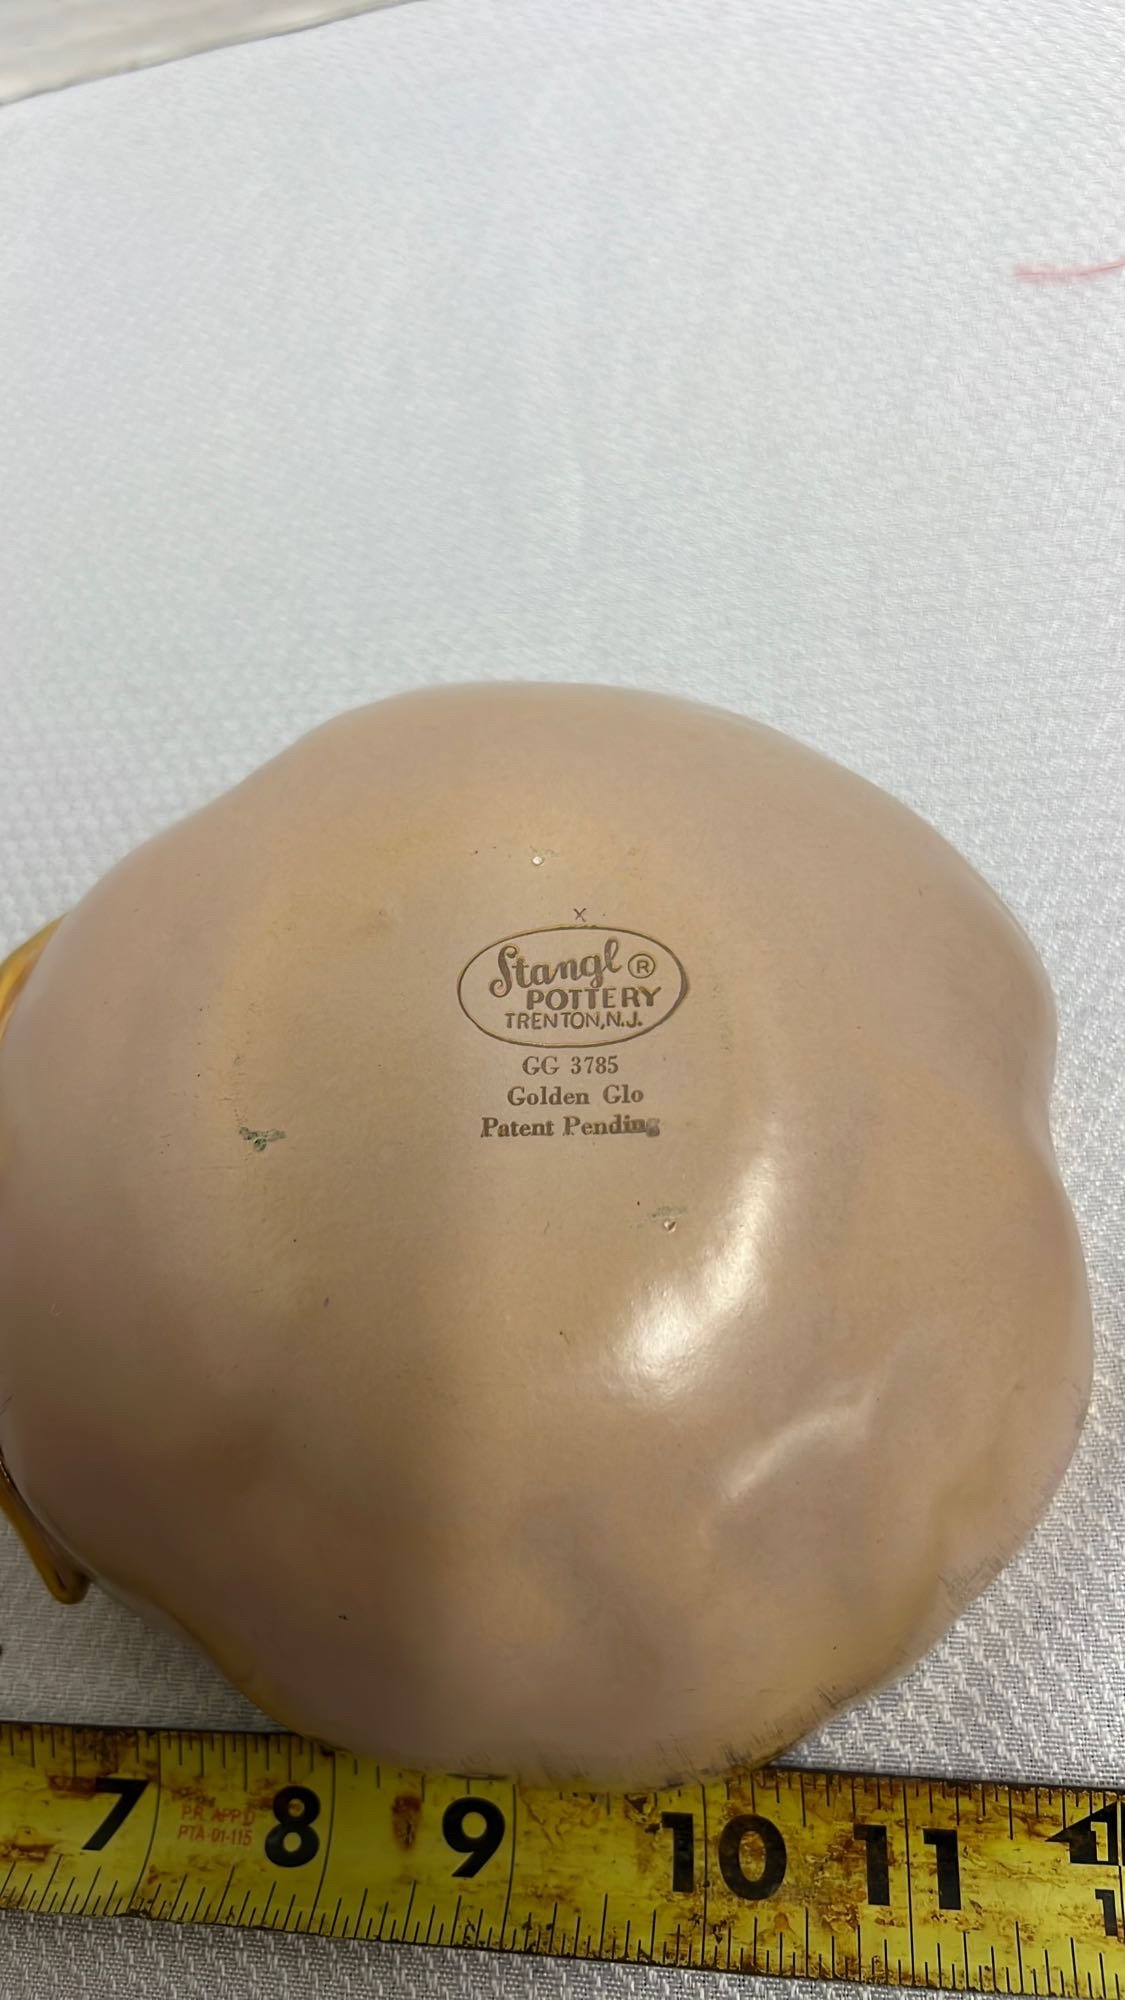 x
Stangl ®
POTTERY
TRENTON, N.J.
GG 3785
Golden Glo
Patent Pending
7 8 9 10 11
P.R. APP'D
PTA-01-115